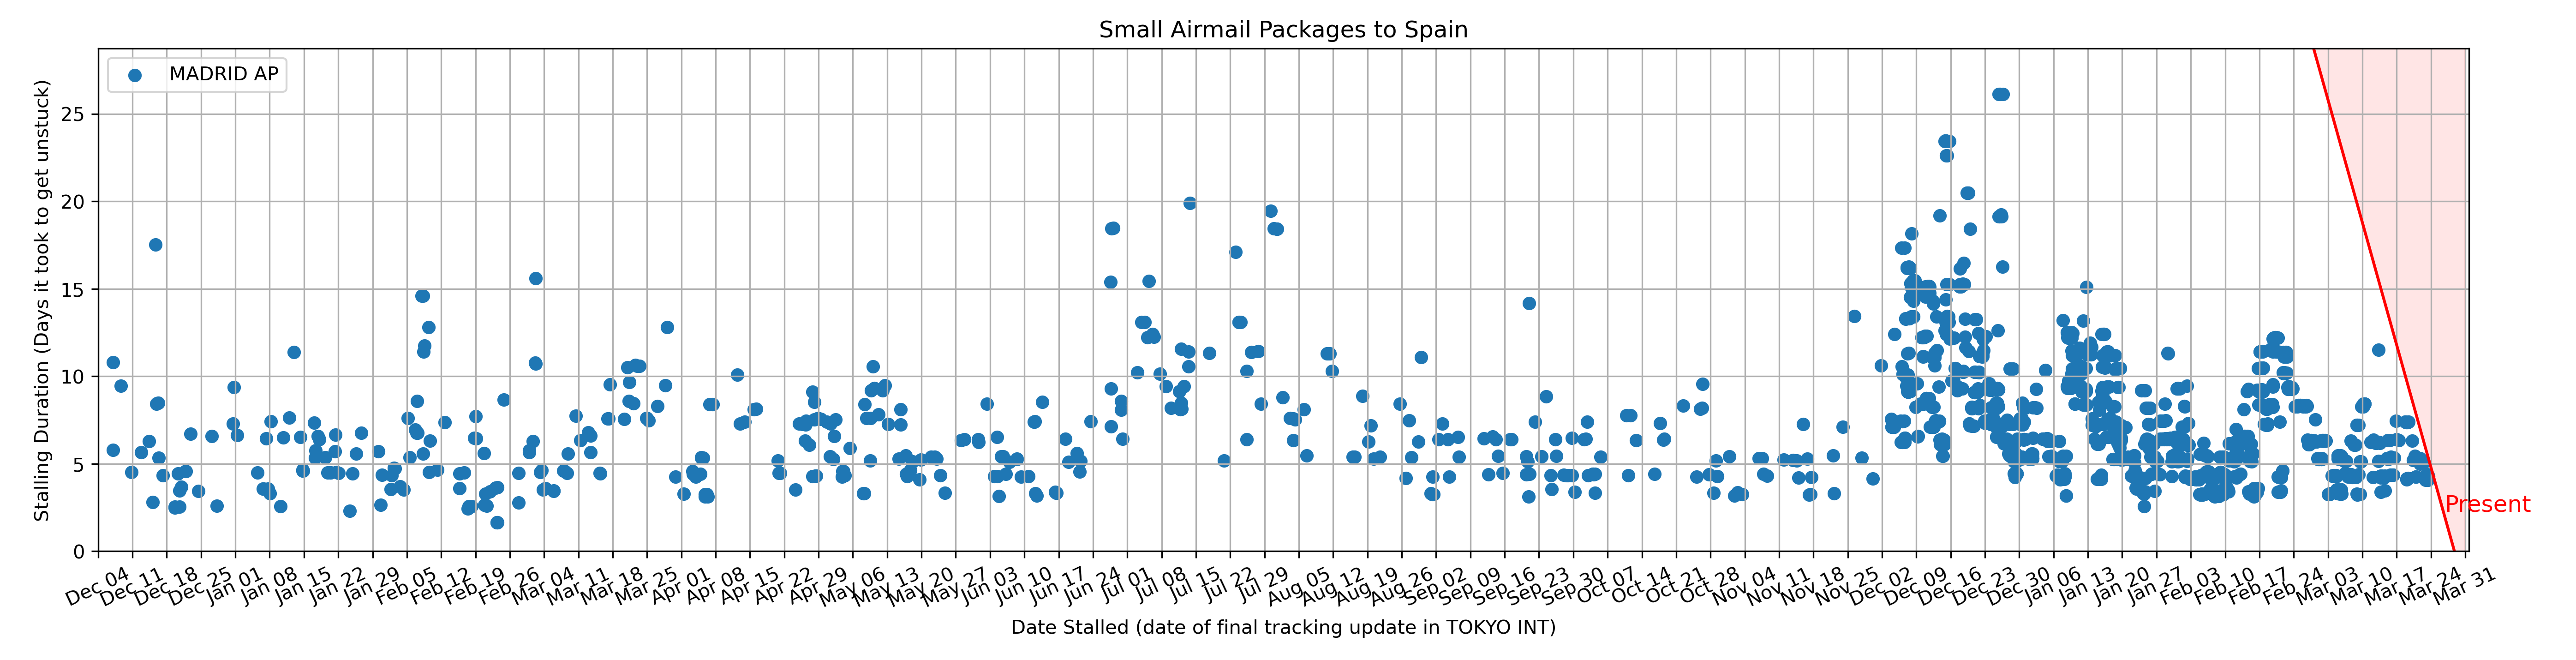 Small Airmail Packages to Spain
MADRID AP
Stalling Duration (Days it took to get unstuck)
25
20
15
10
5
0
Present
Dec 04
Dec 11
Dec 18
Dec 25
Jan 01
Jan 08
Jan 15
Jan 22
Jan 29
Feb 05
Feb 12
Feb 19
Feb 26
Mar 04
Mar 11
Mar 18
Mar 25
Apr 01
Apr 08
Apr 15
Apr 22
Apr 29
May 06
May 13
May 20
May 27
Jun 03
Jun 10
Jun 17
Jun 24
Jul 01
Jul 08
Jul 15
Jul 22
Jul 29
Aug 05
Aug 12
Aug 19
Aug 26
Sep 02
Sep 09
Sep 16
Sep 23
Sep 30
Oct 07
Oct 14
Oct 21
Oct 28
Nov 04
Nov 11
Nov 18
Nov 25
Dec 02
Dec 09
Dec 16
Dec 23
Dec 30
Jan 06
Jan 13
Jan 20
Jan 27
Feb 03
Feb 10
Feb 17
Feb 24
Mar 03
Mar 10
Mar 17
Mar 24
Mar 31
Date Stalled (date of final tracking update in TOKYO INT)